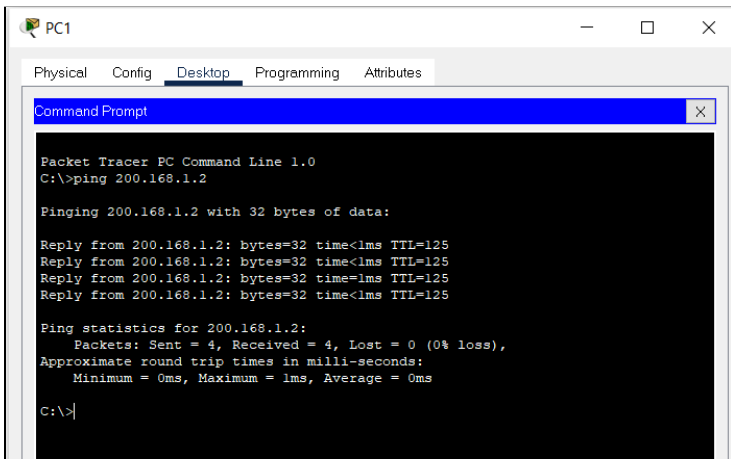 PC1
Physical Config Desktop Programming Attributes
Command Prompt
X
Packet Tracer PC Command Line 1.0
C:\>ping 200.168.1.2
Pinging 200.168.1.2 with 32 bytes of data:
Reply from 200.168.1.2: bytes=32 time<1ms TTL=125
Reply from 200.168.1.2: bytes=32 time<1ms TTL=125
Reply from 200.168.1.2: bytes=32 time=1ms TTL=125
Reply from 200.168.1.2: bytes=32 time<1ms TTL=125
Ping statistics for 200.168.1.2:
Packets: Sent = 4, Received = 4, Lost = 0 (0% loss),
Approximate round trip times in milli-seconds:
Minimum = 0ms, Maximum = 1ms, Average = 0ms
C:\>